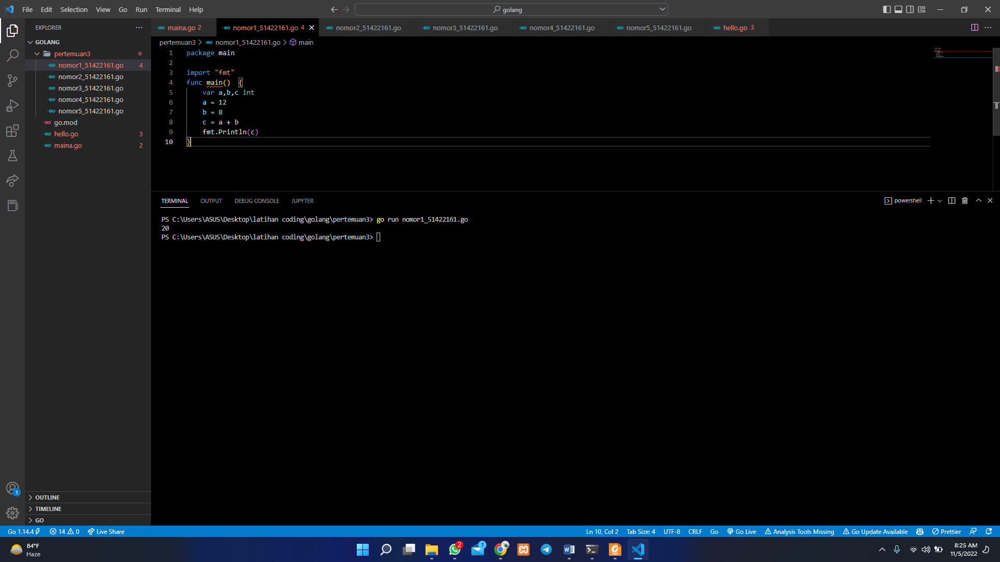 File Edit Selection View Go Run Terminal Help
golang
EXPLORER
maina.go 2
nomor1_51422161.go 4
nomor2_51422161.go
nomor3_51422161.go
nomor4_51422161.go
nomor5_51422161.go
hello.go 3
GOLANG
pertemuan3
nomor1_51422161.go 4
nomor2_51422161.go
nomor3_51422161.go
nomor4_51422161.go
nomor5_51422161.go
go.mod
hello.go 3
maina.go 2
pertemuan3 > nomor1_51422161.go > main
1 package main
2
3 import "fmt"
4 func main() {
5 var a,b,c int
6 a = 12
7 b = 8
8 c = a + b
9 fmt.Println(c)
10 }
TERMINAL OUTPUT DEBUG CONSOLE JUPYTER
powershell
PS C:\Users\ASUS\Desktop\latihan coding\golang\pertemuan3> go run nomor1_51422161.go
20
PS C:\Users\ASUS\Desktop\latihan coding\golang\pertemuan3>
1
OUTLINE
TIMELINE
GO
Go 1.14.4 14 0 Live Share
Ln 10, Col 2 Tab Size: 4 UTF-8 CRLF Go Go Live Analysis Tools Missing Go Update Available Prettier
84°F
Haze
2
1
8:25 AM
11/5/2022